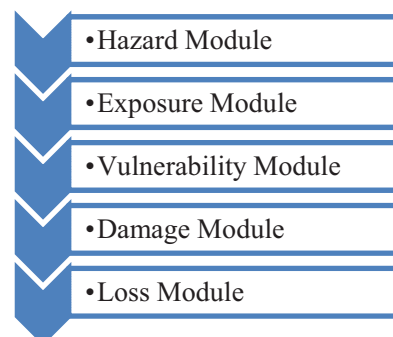 •Hazard Module
•Exposure Module
•Vulnerability Module
•Damage Module
•Loss Module